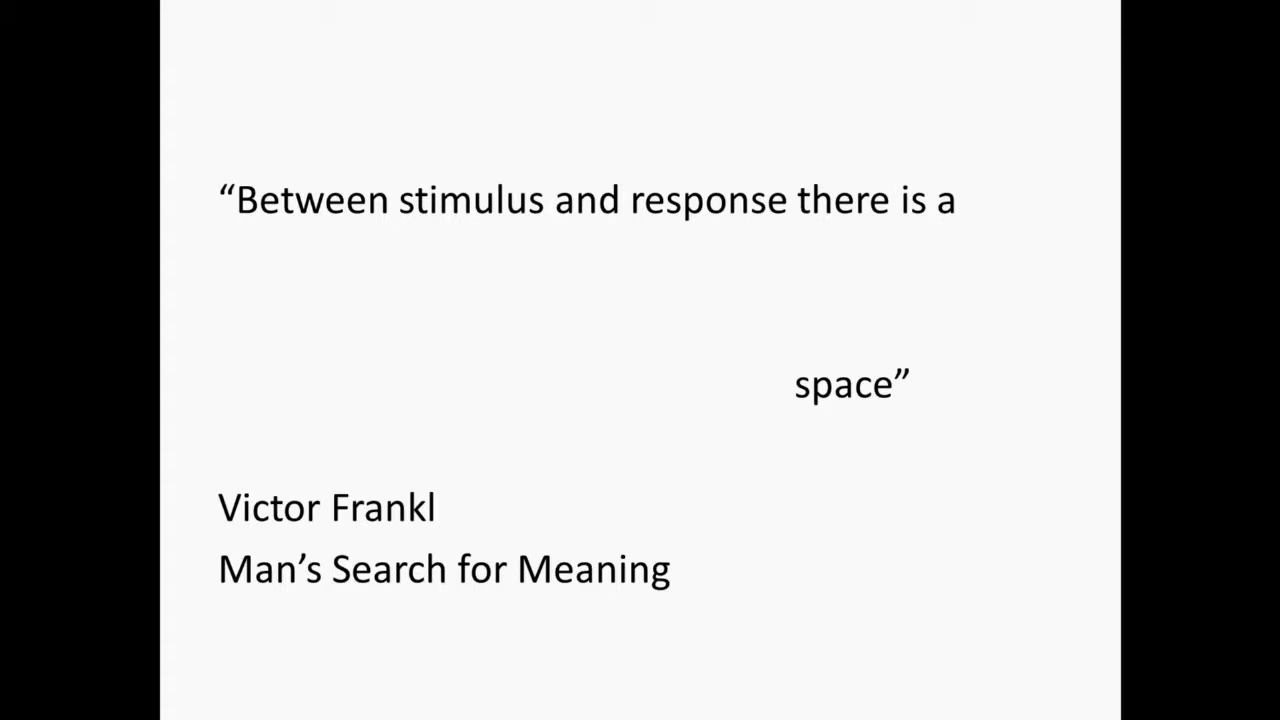 “Between stimulus and response there is a
space”
Victor Frankl
Man’s Search for Meaning